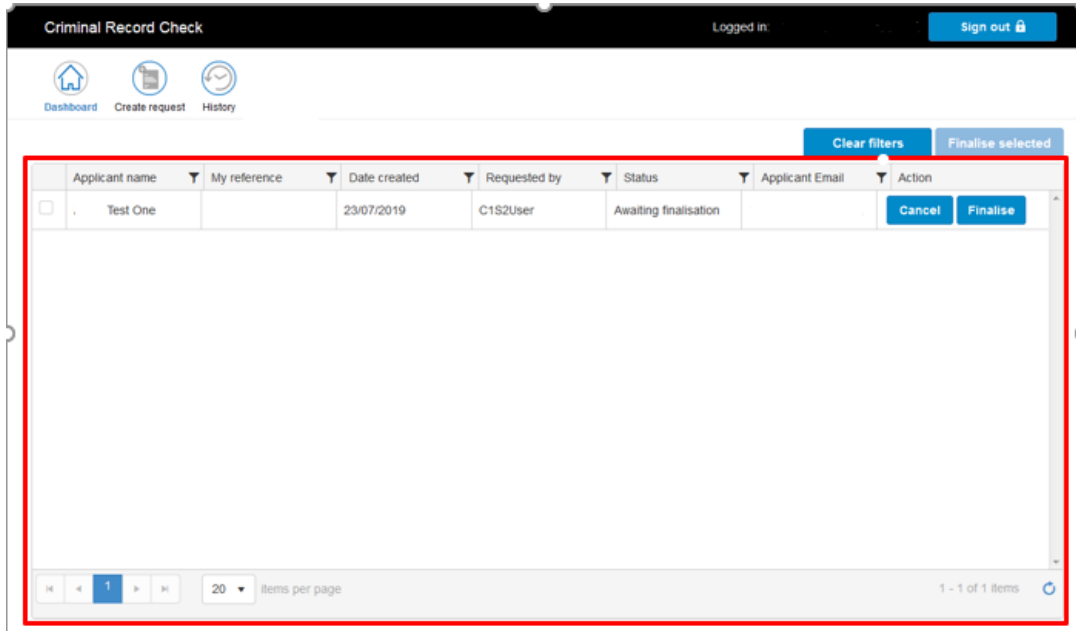 Criminal Record Check Logged in: Sign out
Dashboard Create request History
Clear filters Finalise selected
Applicant name My reference Date created Requested by Status Applicant Email Action
. Test One 23/07/2019 C1S2User Awaiting finalisation Cancel Finalise
1 20 items per page 1 - 1 of 1 items